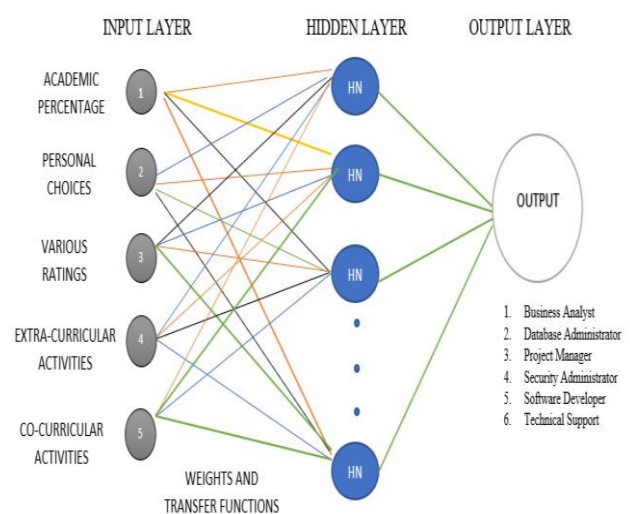 INPUT LAYER
HIDDEN LAYER
OUTPUT LAYER
ACADEMIC
PERCENTAGE
1
HN
PERSONAL
CHOICES
2
HN
OUTPUT
VARIOUS
RATINGS
3
HN
EXTRA-CURRICULAR
ACTIVITIES
4
CO-CURRICULAR
ACTIVITIES
5
HN
WEIGHTS AND
TRANSFER FUNCTIONS
1. Business Analyst
2. Database Administrator
3. Project Manager
4. Security Administrator
5. Software Developer
6. Technical Support